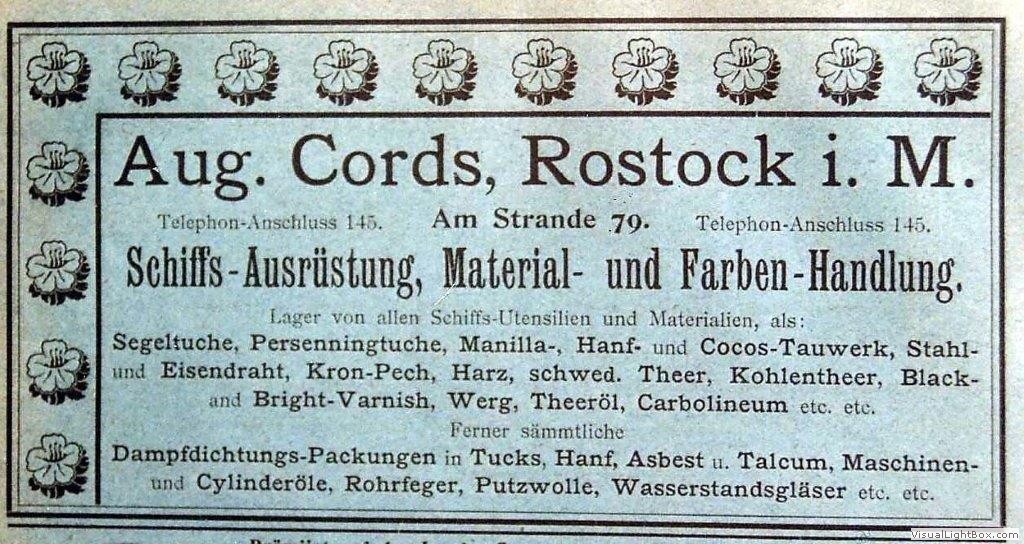 Aug. Cords, Rostock i. M.
Telephon-Anschluss 145. Am Strande 79. Telephon-Anschluss 145.
Schiffs-Ausrüstung, Material- und Farben-Handlung.
Lager von allen Schiffs-Utensilien und Materialien, als:
Segeltuche, Persenningtuche, Manilla-, Hanf- und Cocos-Tauwerk, Stahl-
und Eisendraht, Kron-Pech, Harz, schwed. Theer, Kohlentheer, Black-
and Bright-Varnish, Werg, Theeröl, Carbolineum etc. etc.
Ferner sämmtliche
Dampfdichtungs-Packungen in Tucks, Hanf, Asbest u. Talcum, Maschinen-
und Cylinderöle, Rohrfeger, Putzwolle, Wasserstandsgläser etc. etc.
VisualLightBox.com